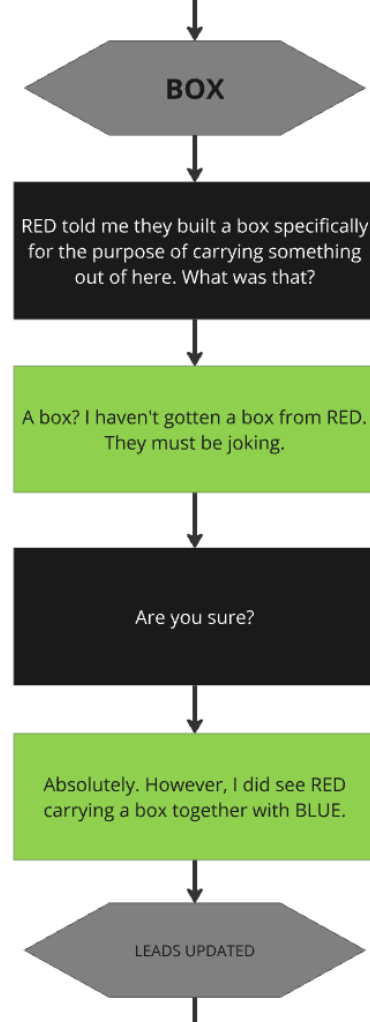 BOX
RED told me they built a box specifically
for the purpose of carrying something
out of here. What was that?
A box? I haven't gotten a box from RED.
They must be joking.
Are you sure?
Absolutely. However, I did see RED
carrying a box together with BLUE.
LEADS UPDATED